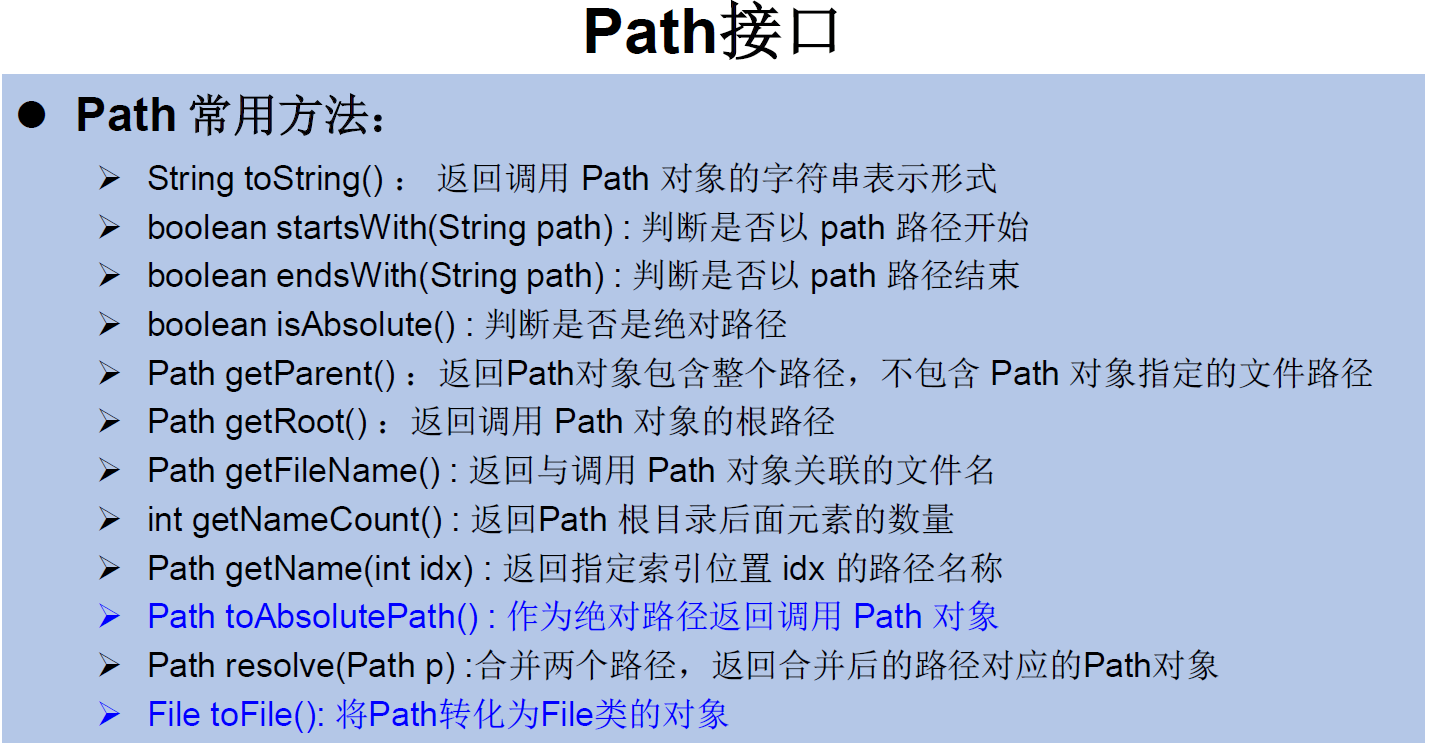 Path接口
● Path 常用方法：
➢ String toString() ： 返回调用 Path 对象的字符串表示形式
➢ boolean startsWith(String path) : 判断是否以 path 路径开始
➢ boolean endsWith(String path) : 判断是否以 path 路径结束
➢ boolean isAbsolute() : 判断是否是绝对路径
➢ Path getParent() ：返回Path对象包含整个路径，不包含 Path 对象指定的文件路径
➢ Path getRoot() ：返回调用 Path 对象的根路径
➢ Path getFileName() : 返回与调用 Path 对象关联的文件名
➢ int getNameCount() : 返回Path 根目录后面元素的数量
➢ Path getName(int idx) : 返回指定索引位置 idx 的路径名称
➢ Path toAbsolutePath() : 作为绝对路径返回调用 Path 对象
➢ Path resolve(Path p) :合并两个路径，返回合并后的路径对应的Path对象
➢ File toFile(): 将Path转化为File类的对象